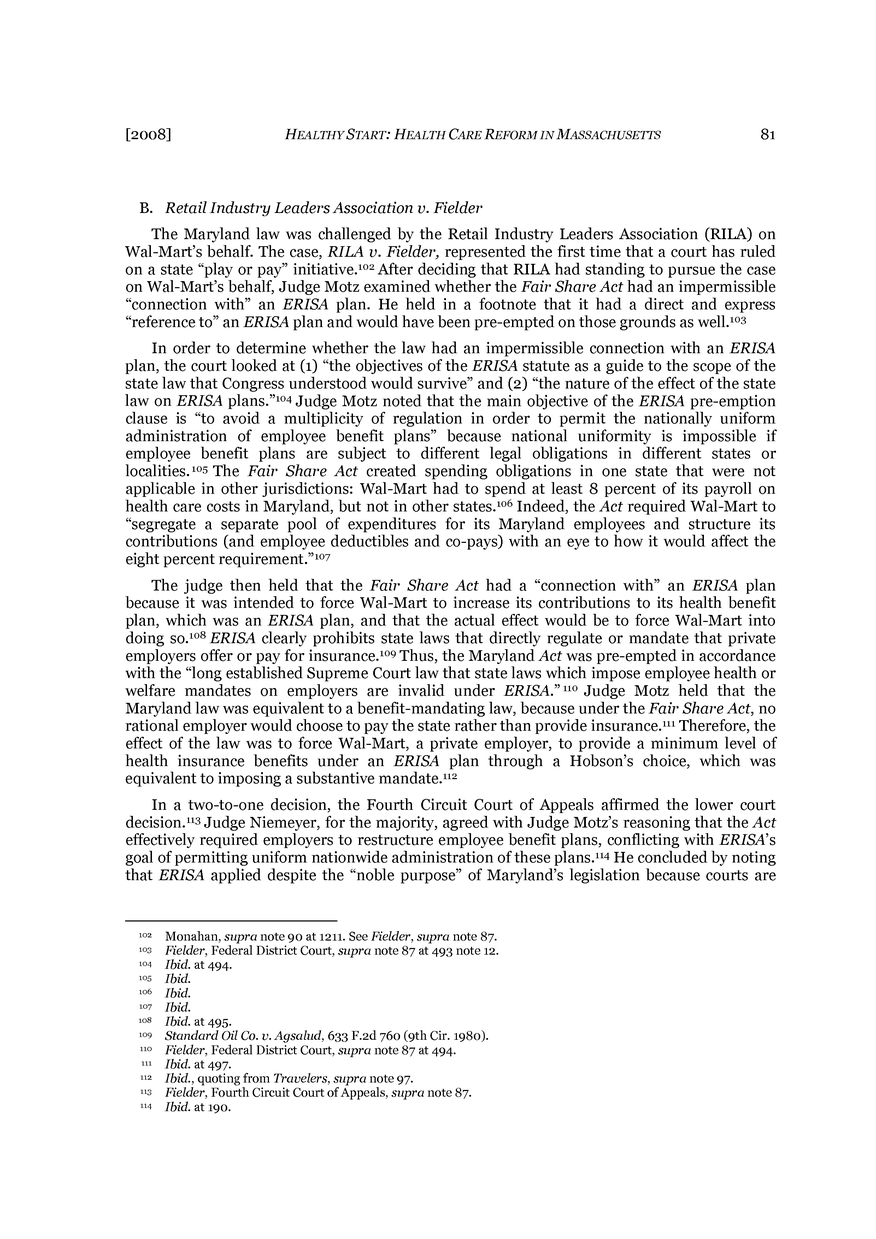 [2008] HEALTHY START: HEALTH CARE REFORM IN MASSACHUSETTS 81
B. Retail Industry Leaders Association v. Fielder
The Maryland law was challenged by the Retail Industry Leaders Association (RILA) on
Wal-Mart’s behalf. The case, RILA v. Fielder, represented the first time that a court has ruled
on a state “play or pay” initiative.102 After deciding that RILA had standing to pursue the case
on Wal-Mart’s behalf, Judge Motz examined whether the Fair Share Act had an impermissible
“connection with” an ERISA plan. He held in a footnote that it had a direct and express
“reference to” an ERISA plan and would have been pre-empted on those grounds as well.103
In order to determine whether the law had an impermissible connection with an ERISA
plan, the court looked at (1) “the objectives of the ERISA statute as a guide to the scope of the
state law that Congress understood would survive” and (2) “the nature of the effect of the state
law on ERISA plans.”104 Judge Motz noted that the main objective of the ERISA pre-emption
clause is “to avoid a multiplicity of regulation in order to permit the nationally uniform
administration of employee benefit plans” because national uniformity is impossible if
employee benefit plans are subject to different legal obligations in different states or
localities.105 The Fair Share Act created spending obligations in one state that were not
applicable in other jurisdictions: Wal-Mart had to spend at least 8 percent of its payroll on
health care costs in Maryland, but not in other states.106 Indeed, the Act required Wal-Mart to
“segregate a separate pool of expenditures for its Maryland employees and structure its
contributions (and employee deductibles and co-pays) with an eye to how it would affect the
eight percent requirement.”107
The judge then held that the Fair Share Act had a “connection with” an ERISA plan
because it was intended to force Wal-Mart to increase its contributions to its health benefit
plan, which was an ERISA plan, and that the actual effect would be to force Wal-Mart into
doing so.108 ERISA clearly prohibits state laws that directly regulate or mandate that private
employers offer or pay for insurance.109 Thus, the Maryland Act was pre-empted in accordance
with the “long established Supreme Court law that state laws which impose employee health or
welfare mandates on employers are invalid under ERISA.” 110 Judge Motz held that the
Maryland law was equivalent to a benefit-mandating law, because under the Fair Share Act, no
rational employer would choose to pay the state rather than provide insurance.111 Therefore, the
effect of the law was to force Wal-Mart, a private employer, to provide a minimum level of
health insurance benefits under an ERISA plan through a Hobson’s choice, which was
equivalent to imposing a substantive mandate.112
In a two-to-one decision, the Fourth Circuit Court of Appeals affirmed the lower court
decision.113 Judge Niemeyer, for the majority, agreed with Judge Motz’s reasoning that the Act
effectively required employers to restructure employee benefit plans, conflicting with ERISA’s
goal of permitting uniform nationwide administration of these plans.114 He concluded by noting
that ERISA applied despite the “noble purpose” of Maryland’s legislation because courts are
102 Monahan, supra note 90 at 1211. See Fielder, supra note 87.
103 Fielder, Federal District Court, supra note 87 at 493 note 12.
104 Ibid. at 494.
105 Ibid.
106 Ibid.
107 Ibid.
108 Ibid. at 495.
109 Standard Oil Co. v. Agsalud, 633 F.2d 760 (9th Cir. 1980).
110 Fielder, Federal District Court, supra note 87 at 494.
111 Ibid. at 497.
112 Ibid., quoting from Travelers, supra note 97.
113 Fielder, Fourth Circuit Court of Appeals, supra note 87.
114 Ibid. at 190.